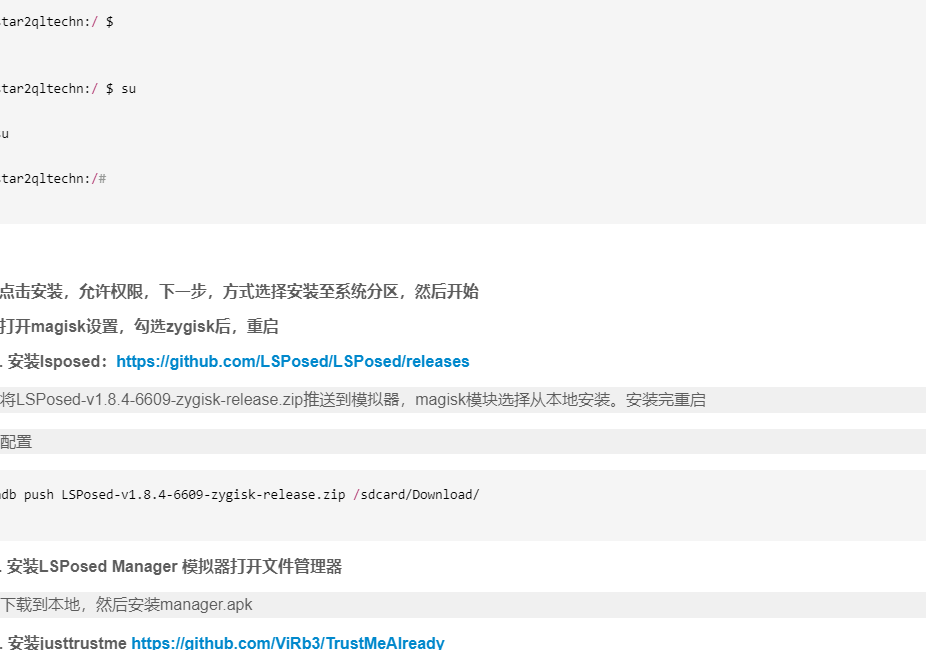 tar2qltechn:/ $
tar2qltechn:/ $ su
u
tar2qltechn:/#
点击安装，允许权限，下一步，方式选择安装至系统分区，然后开始
打开magisk设置，勾选zygisk后，重启
. 安装lsposed：https://github.com/LSPosed/LSPosed/releases
将LSPosed-v1.8.4-6609-zygisk-release.zip推送到模拟器，magisk模块选择从本地安装。安装完重启
配置
db push LSPosed-v1.8.4-6609-zygisk-release.zip /sdcard/Download/
. 安装LSPosed Manager 模拟器打开文件管理器
下载到本地，然后安装manager.apk
. 安装justtrustme https://github.com/ViRb3/TrustMeAlready